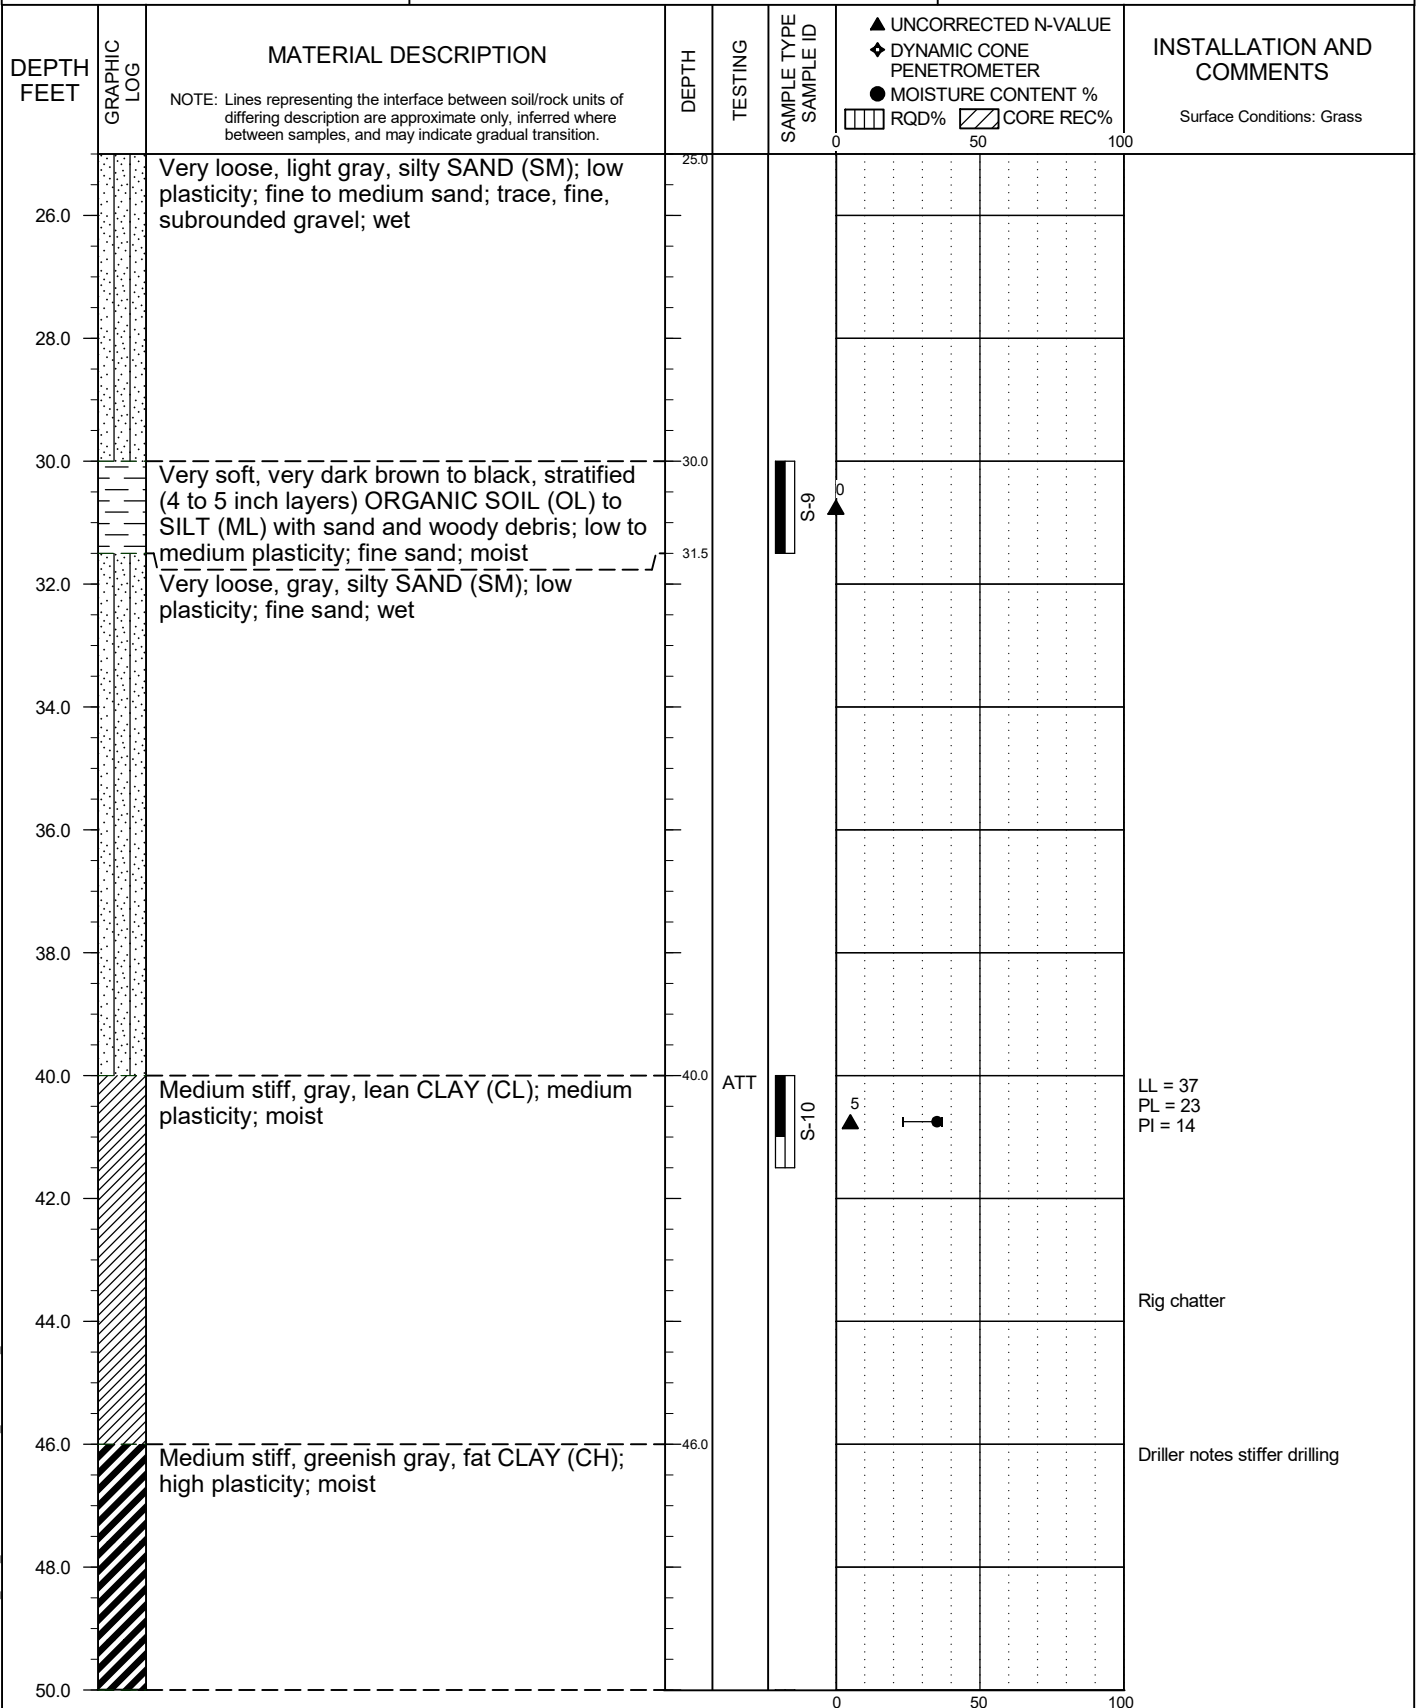 DEPTH
FEET
GRAPHIC
LOG
MATERIAL DESCRIPTION
NOTE: Lines representing the interface between soil/rock units of
differing description are approximate only, inferred where
between samples, and may indicate gradual transition.
DEPTH
TESTING
SAMPLE TYPE
SAMPLE ID
UNCORRECTED N-VALUE
DYNAMIC CONE
PENETROMETER
MOISTURE CONTENT %
RQD% CORE REC%
0 50 100
INSTALLATION AND
COMMENTS
Surface Conditions: Grass
Very loose, light gray, silty SAND (SM); low
plasticity; fine to medium sand; trace, fine,
subrounded gravel; wet
25.0
26.0
28.0
30.0
Very soft, very dark brown to black, stratified
(4 to 5 inch layers) ORGANIC SOIL (OL) to
SILT (ML) with sand and woody debris; low to
medium plasticity; fine sand; moist
30.0
S-9
0
31.5
Very loose, gray, silty SAND (SM); low
plasticity; fine sand; wet
32.0
34.0
36.0
38.0
40.0
Medium stiff, gray, lean CLAY (CL); medium
plasticity; moist
40.0
ATT
S-10
5
LL = 37
PL = 23
PI = 14
42.0
Rig chatter
44.0
46.0
Medium stiff, greenish gray, fat CLAY (CH);
high plasticity; moist
46.0
Driller notes stiffer drilling
48.0
50.0
0 50 100